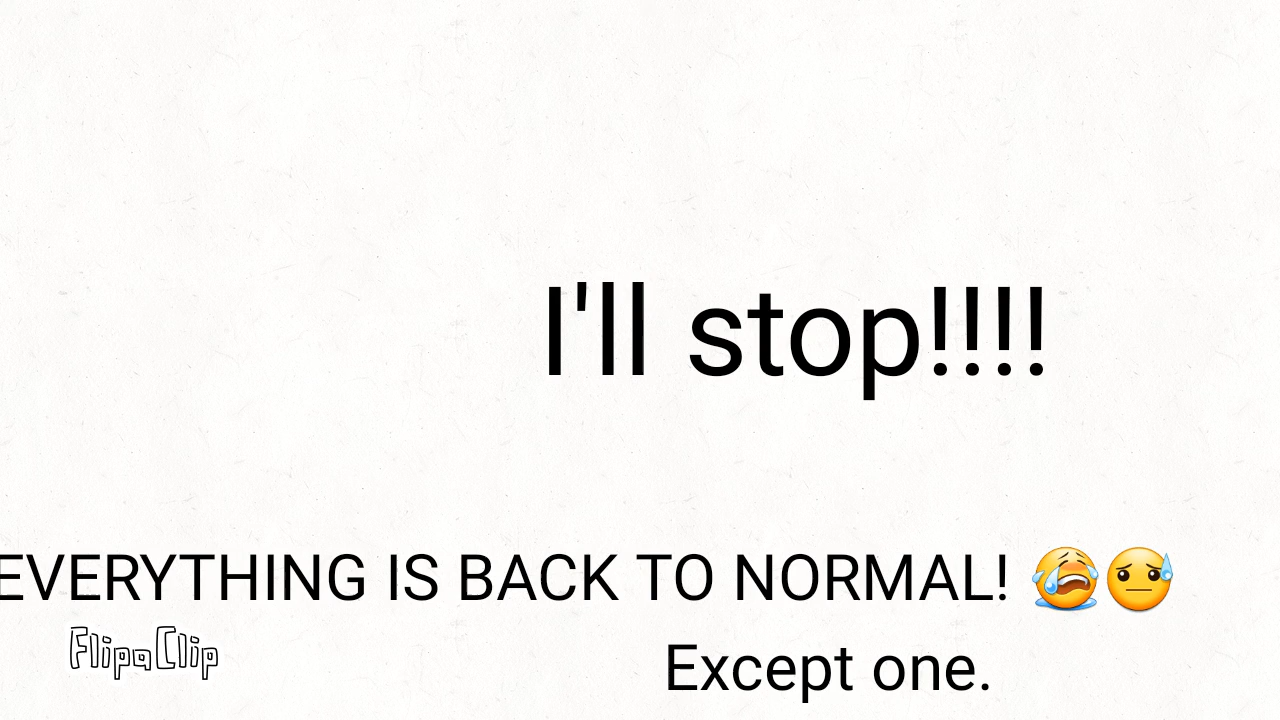 I'll stop!!!!
EVERYTHING IS BACK TO NORMAL! 😭😓
FlipaClip
Except one.